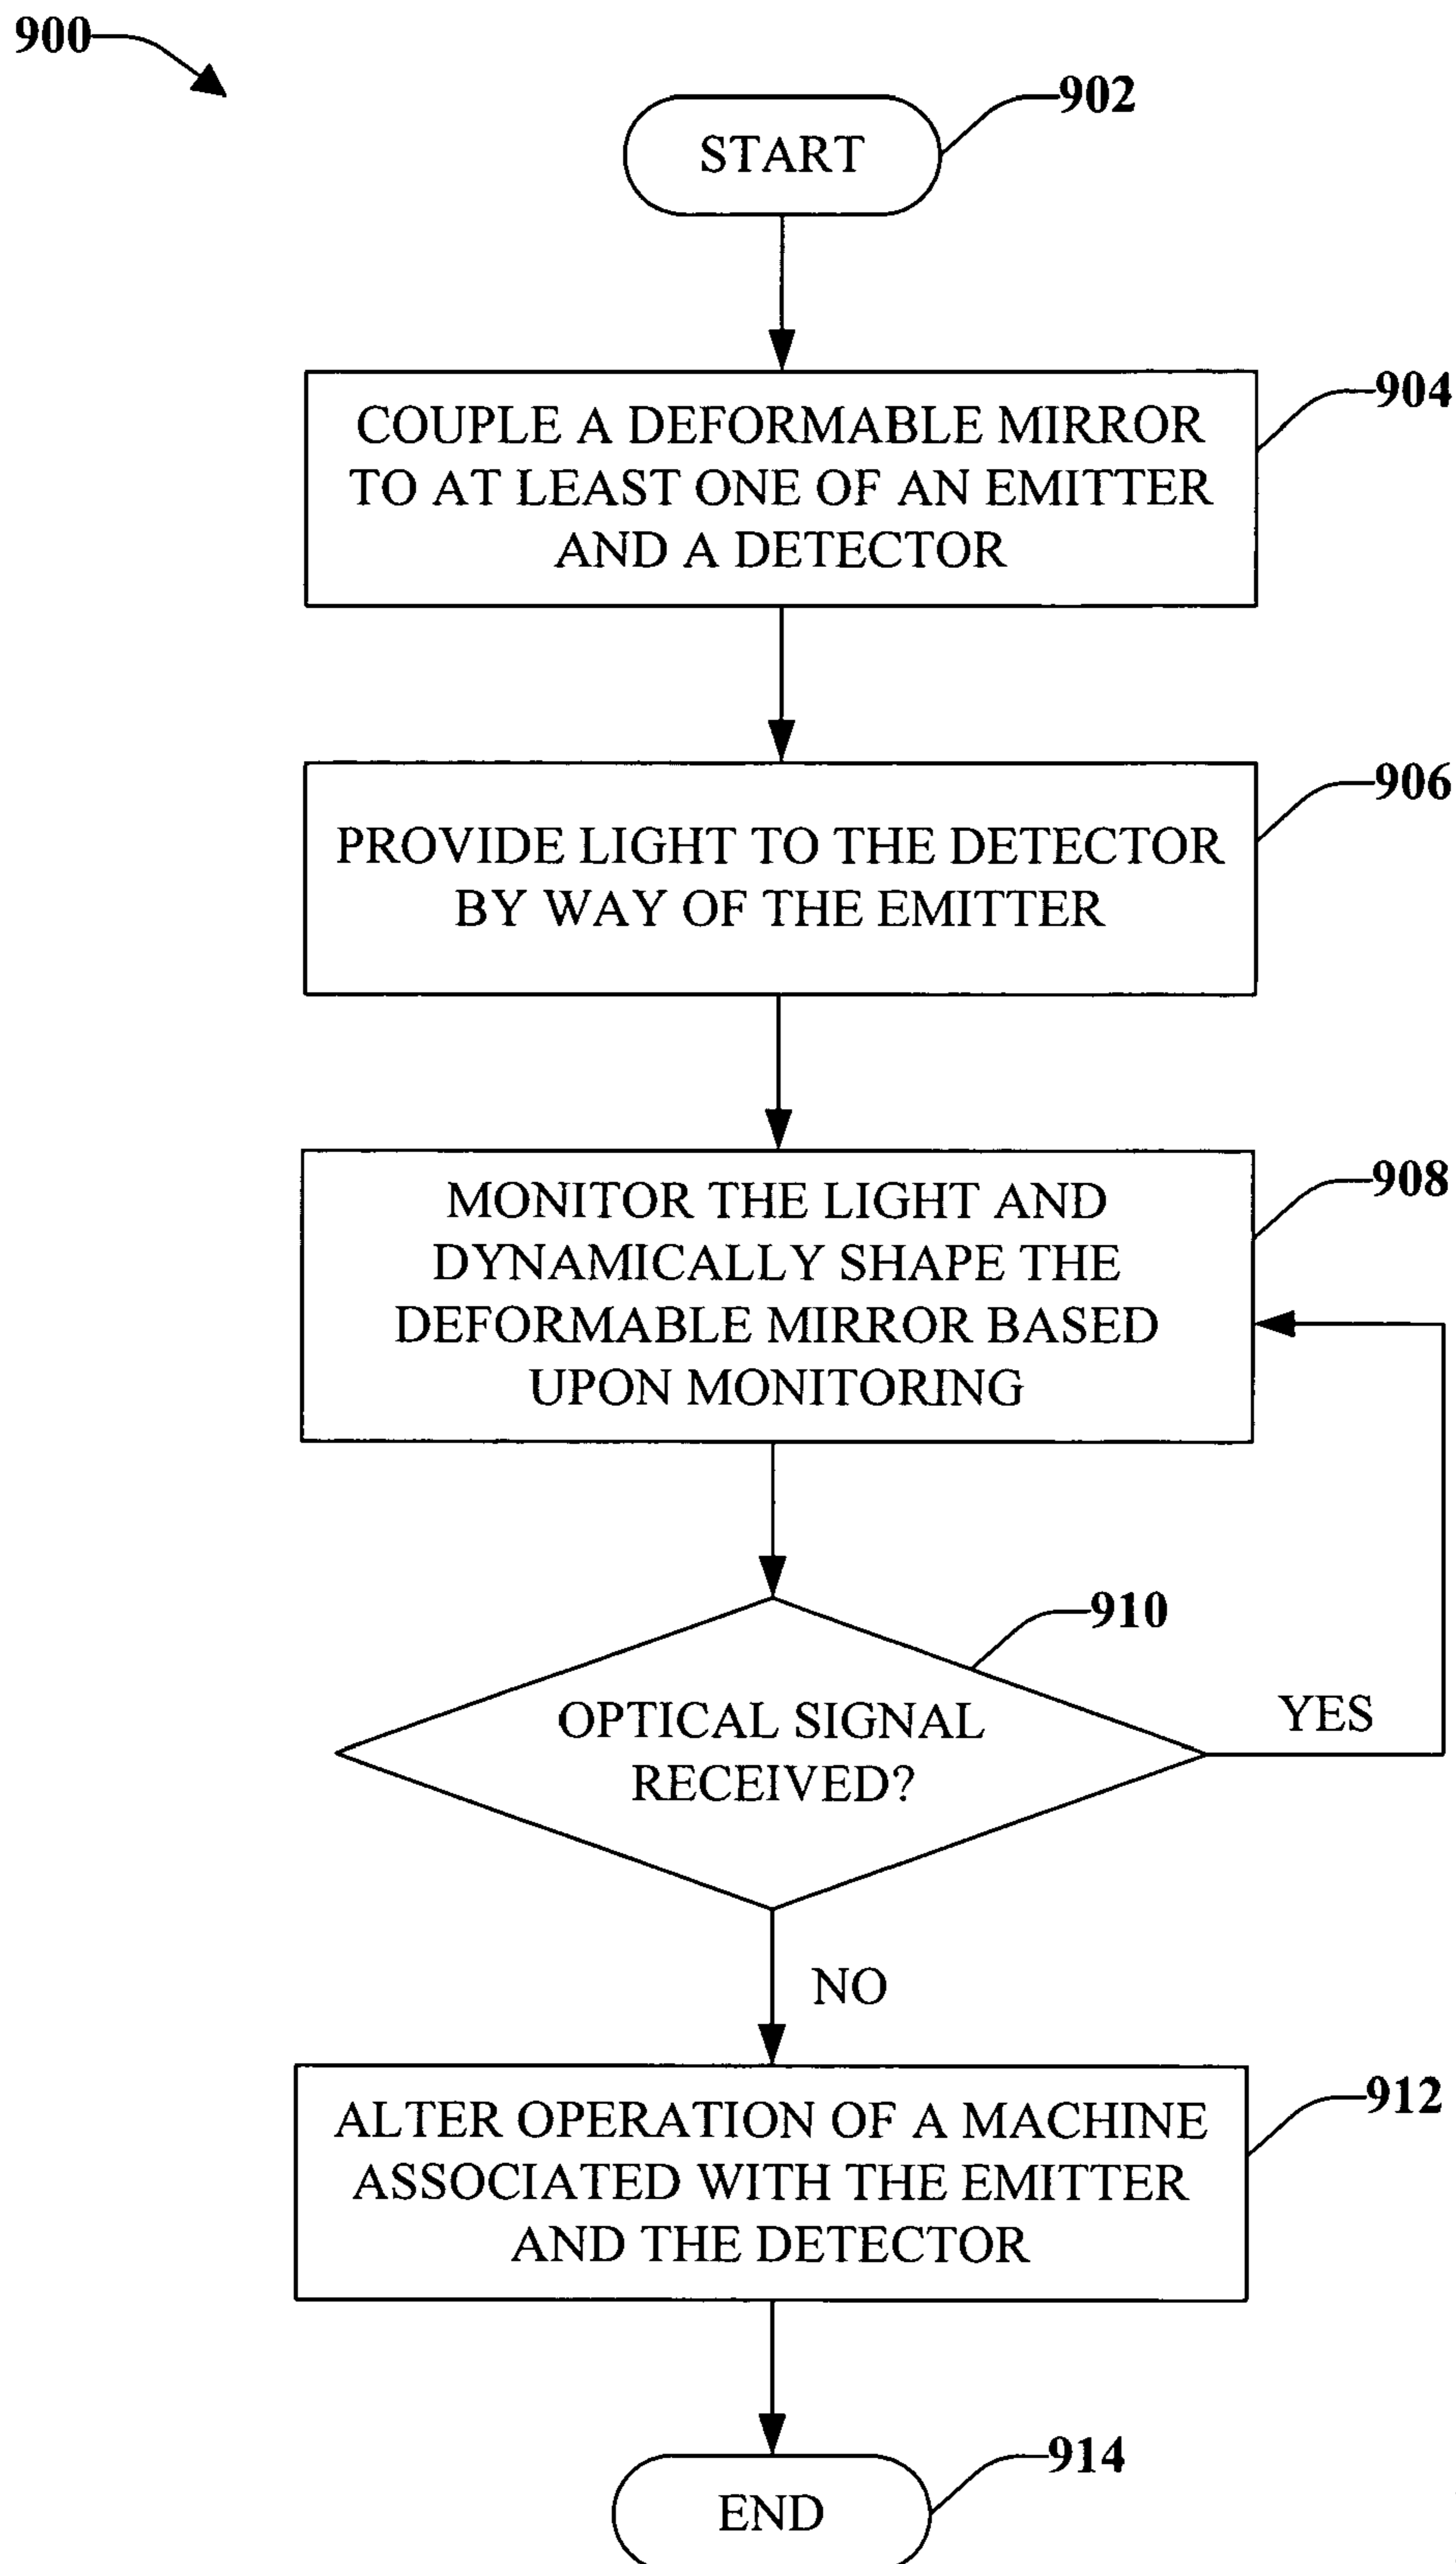 900
902
START
904
COUPLE A DEFORMABLE MIRROR
TO AT LEAST ONE OF AN EMITTER
AND A DETECTOR
906
PROVIDE LIGHT TO THE DETECTOR
BY WAY OF THE EMITTER
908
MONITOR THE LIGHT AND
DYNAMICALLY SHAPE THE
DEFORMABLE MIRROR BASED
UPON MONITORING
910
OPTICAL SIGNAL
RECEIVED?
YES
NO
912
ALTER OPERATION OF A MACHINE
ASSOCIATED WITH THE EMITTER
AND THE DETECTOR
914
END